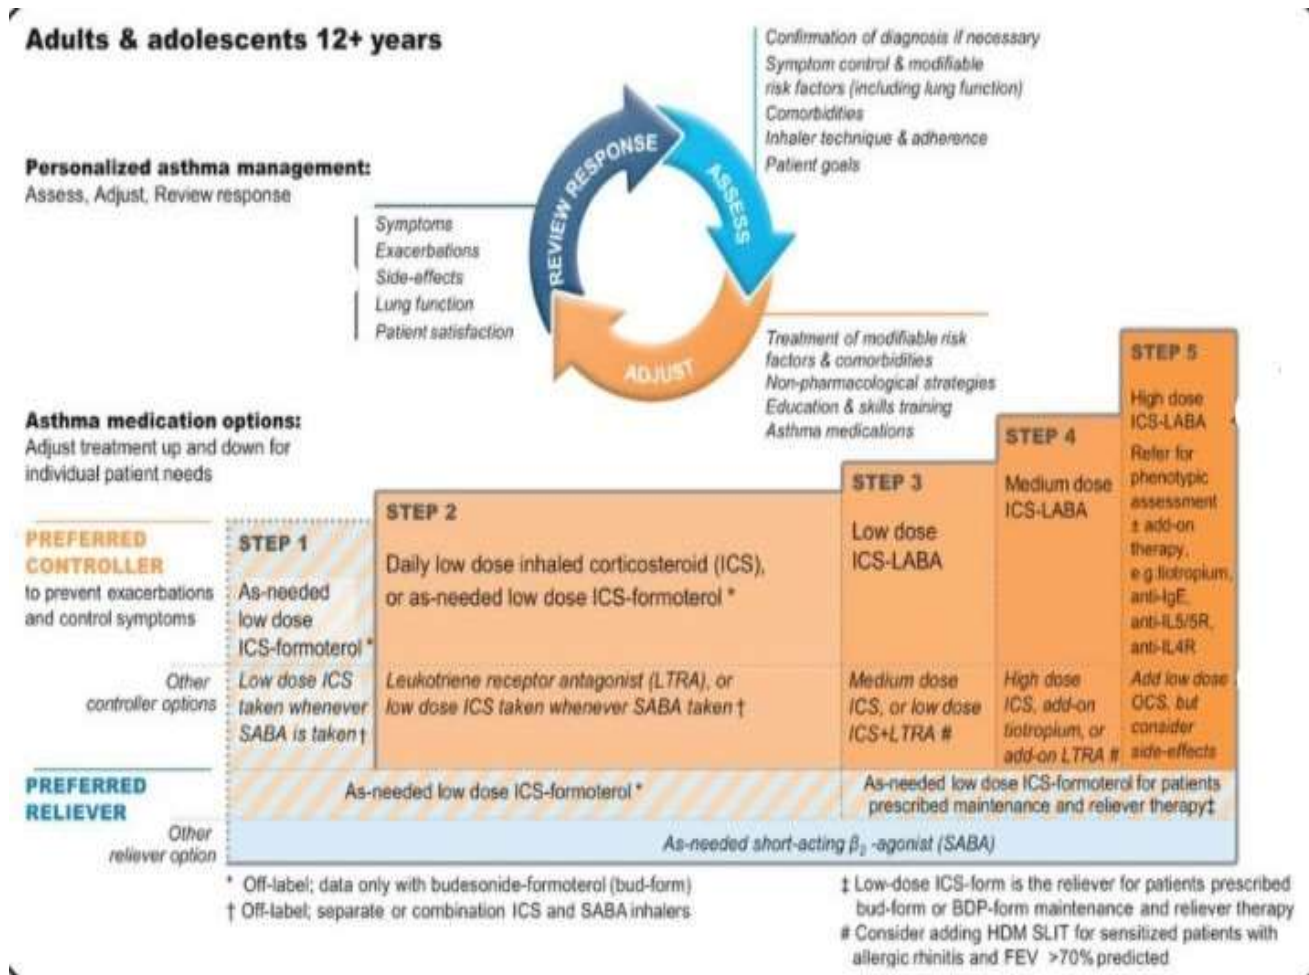 Adults & adolescents 12+ years
Confirmation of diagnosis if necessary
Symptom control & modifiable
risk factors (including lung function)
Comorbidities
Inhaler technique & adherence
Patient goals
Personalized asthma management:
Assess, Adjust, Review response
Symptoms
Exacerbations
Side-effects
Lung function
Patient satisfaction
REVIEW RESPONSE
ASSESS
ADJUST
Treatment of modifiable risk
factors & comorbidities
Non-pharmacological strategies
Education & skills training
Asthma medications
Asthma medication options:
Adjust treatment up and down for
individual patient needs
PREFERRED
CONTROLLER
to prevent exacerbations
and control symptoms
STEP 1
As-needed
low dose
ICS-formoterol *
STEP 2
Daily low dose inhaled corticosteroid (ICS),
or as-needed low dose ICS-formoterol *
STEP 3
Low dose
ICS-LABA
STEP 4
Medium dose
ICS-LABA
STEP 5
High dose
ICS-LABA
Refer for
phenotypic
assessment
± add-on
therapy,
e.g.tiotropium,
anti-IgE,
anti-IL5/5R,
anti-IL4R
Other
controller options
Low dose ICS
taken whenever
SABA is taken †
Leukotriene receptor antagonist (LTRA), or
low dose ICS taken whenever SABA taken †
Medium dose
ICS, or low dose
ICS+LTRA #
High dose
ICS, add-on
tiotropium, or
add-on LTRA #
Add low dose
OCS, but
consider
side-effects
PREFERRED
RELIEVER
As-needed low dose ICS-formoterol *
As-needed low dose ICS-formoterol for patients
prescribed maintenance and reliever therapy‡
Other
reliever option
As-needed short-acting β₂ -agonist (SABA)
* Off-label; data only with budesonide-formoterol (bud-form)
† Off-label; separate or combination ICS and SABA inhalers
‡ Low-dose ICS-form is the reliever for patients prescribed
bud-form or BDP-form maintenance and reliever therapy
# Consider adding HDM SLIT for sensitized patients with
allergic rhinitis and FEV >70% predicted